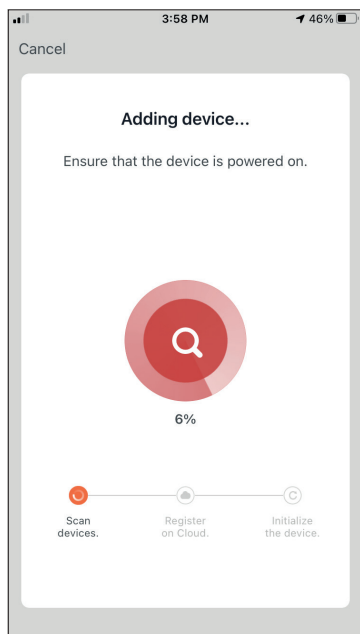 3:58 PM
46%
Cancel
Adding device...
Ensure that the device is powered on.
6%
Scan
devices.
Register
on Cloud.
Initialize
the device.